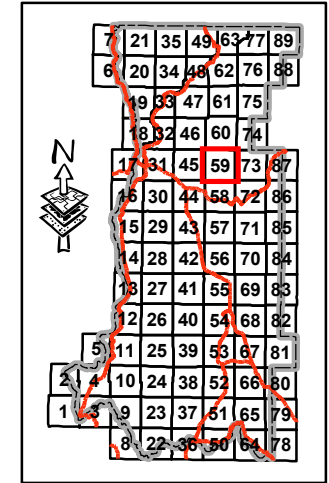 7 21 35 49 63 77 89
6 20 34 48 62 76 88
19 33 47 61 75
18 32 46 60 74
N
17 31 45 59 73 87
16 30 44 58 72 86
15 29 43 57 71 85
14 28 42 56 70 84
13 27 41 55 69 83
12 26 40 54 68 82
5 11 25 39 53 67 81
2 4 10 24 38 52 66 80
1 3 9 23 37 51 65 79
8 22 36 50 64 78